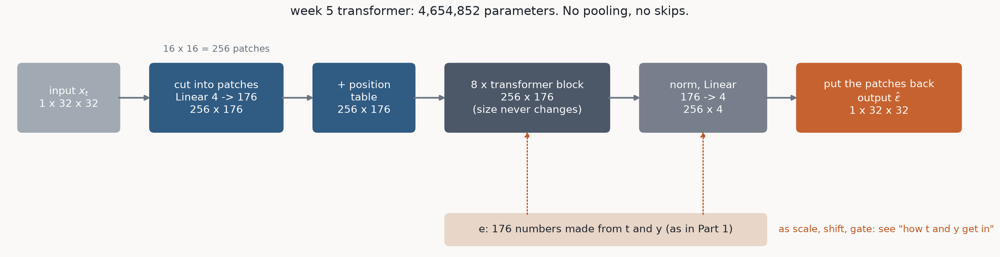 week 5 transformer: 4,654,852 parameters. No pooling, no skips.
16 x 16 = 256 patches
input x_t
1 x 32 x 32
cut into patches
Linear 4 -> 176
256 x 176
+ position
table
256 x 176
8 x transformer block
256 x 176
(size never changes)
norm, Linear
176 -> 4
256 x 4
put the patches back
output ε̂
1 x 32 x 32
e: 176 numbers made from t and y (as in Part 1)
as scale, shift, gate: see "how t and y get in"